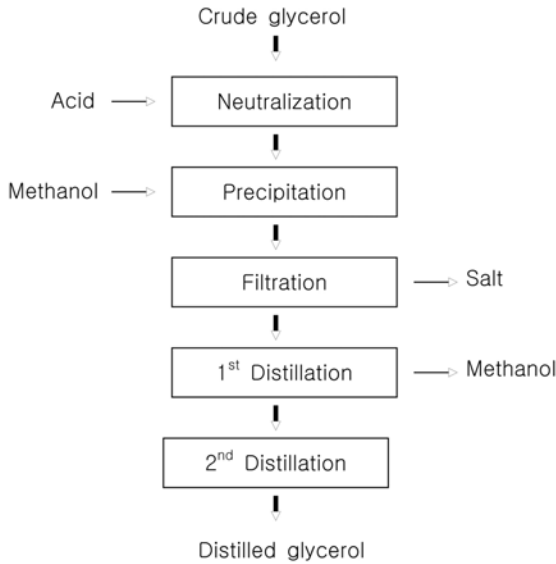 Crude glycerol
Acid
Neutralization
Methanol
Precipitation
Filtration
Salt
1st Distillation
Methanol
2nd Distillation
Distilled glycerol